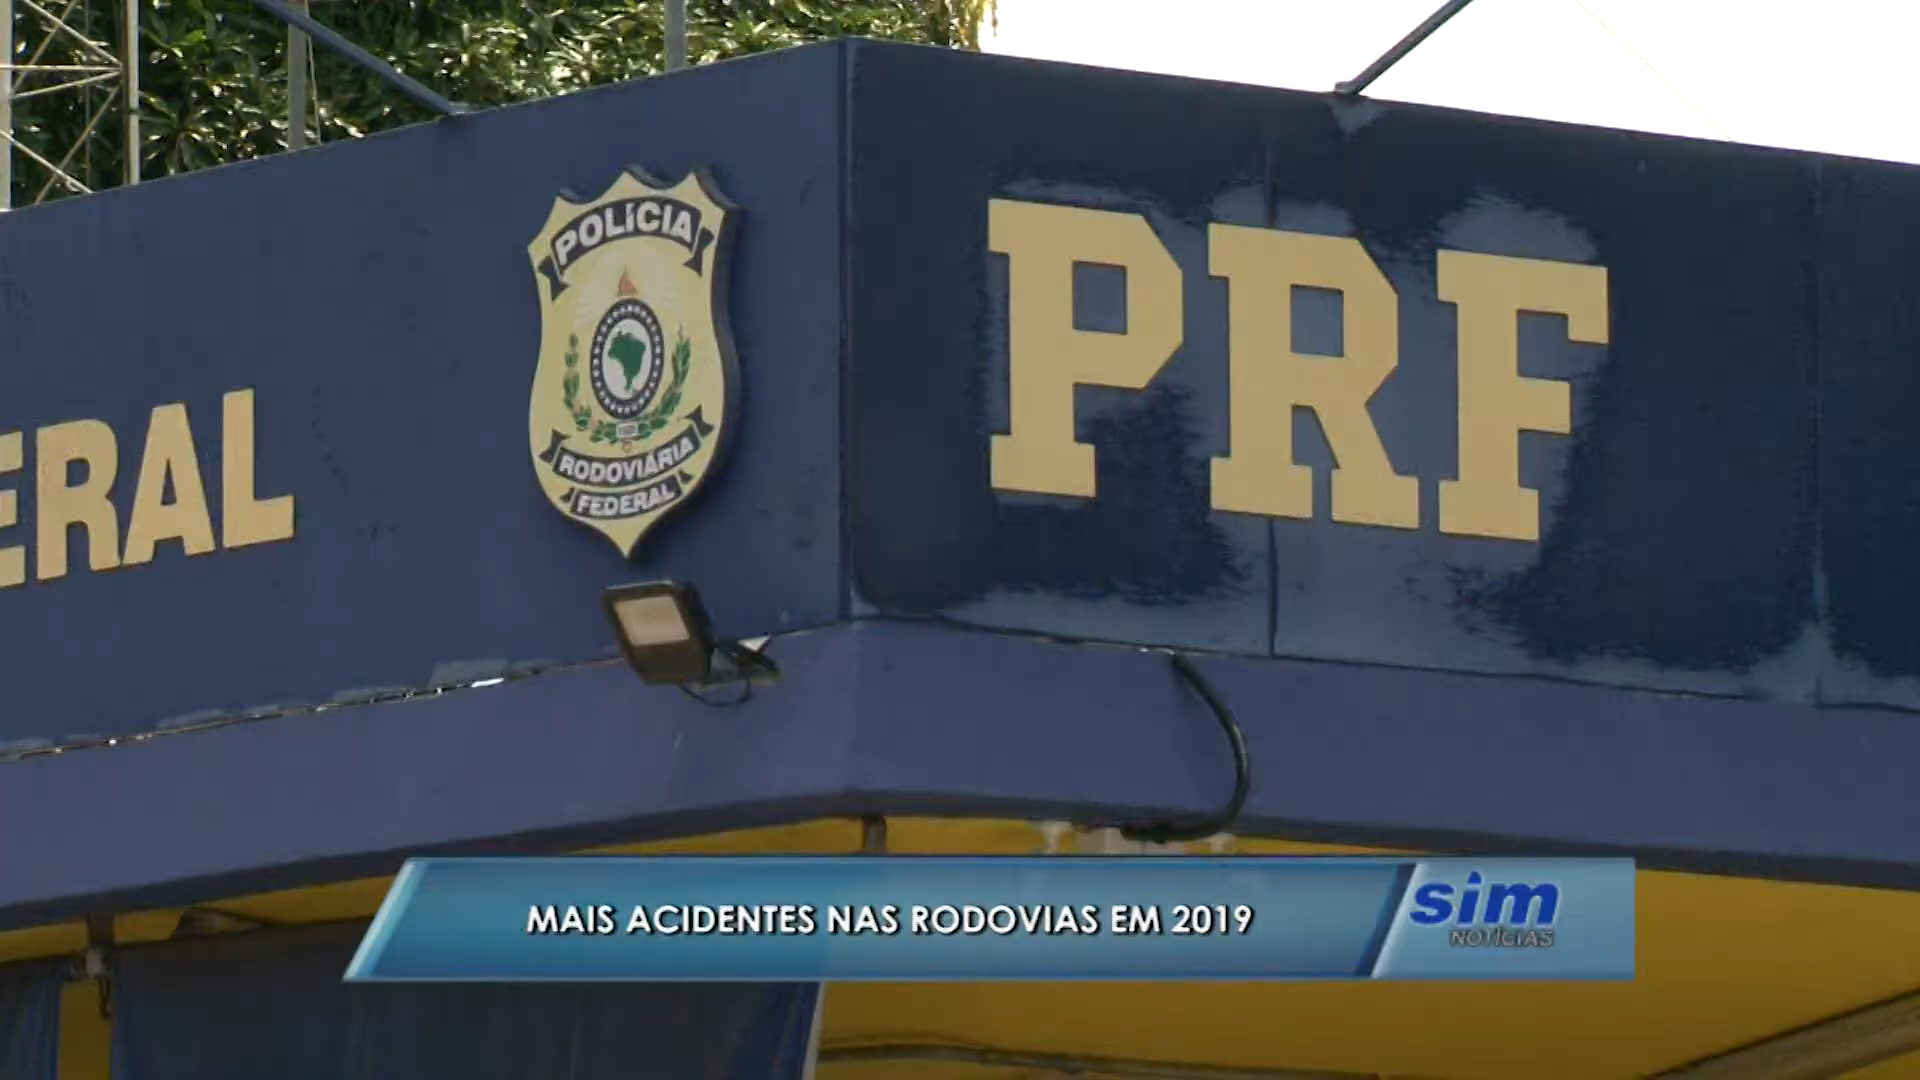 ERAL
POLÍCIA
RODOVIÁRIA
FEDERAL
PRF
MAIS ACIDENTES NAS RODOVIAS EM 2019
sim
NOTÍCIAS